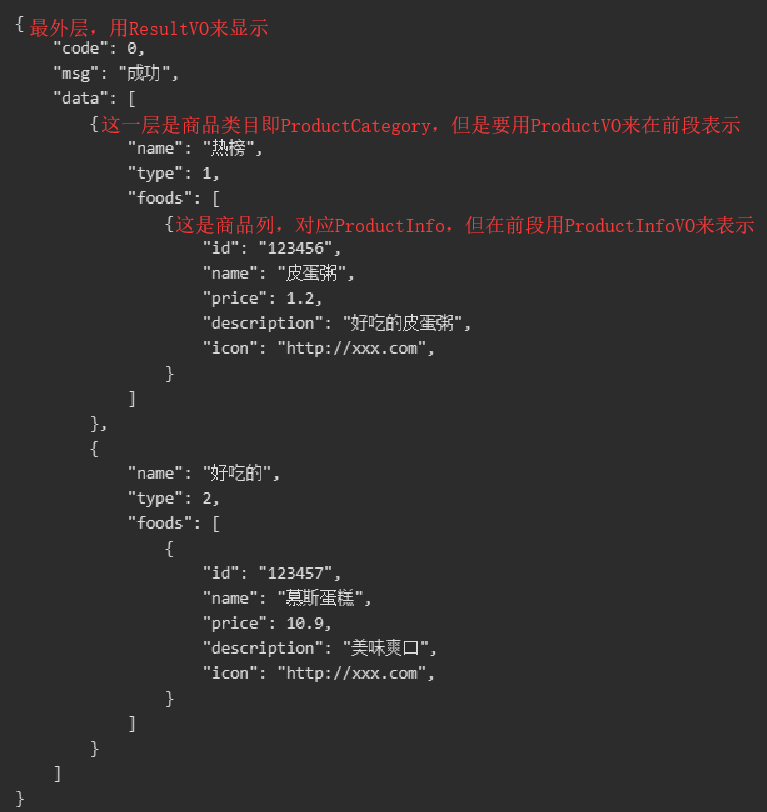 { 最外层，用ResultVO来显示
"code": 0,
"msg": "成功",
"data": [
{这一层是商品类目即ProductCategory，但是要用ProductVO来在前段表示
"name": "热榜",
"type": 1,
"foods": [
{这是商品列，对应ProductInfo，但在前段用ProductInfoVO来表示
"id": "123456",
"name": "皮蛋粥",
"price": 1.2,
"description": "好吃的皮蛋粥",
"icon": "http://xxx.com",
}
]
},
{
"name": "好吃的",
"type": 2,
"foods": [
{
"id": "123457",
"name": "慕斯蛋糕",
"price": 10.9,
"description": "美味爽口",
"icon": "http://xxx.com",
}
]
}
]
}